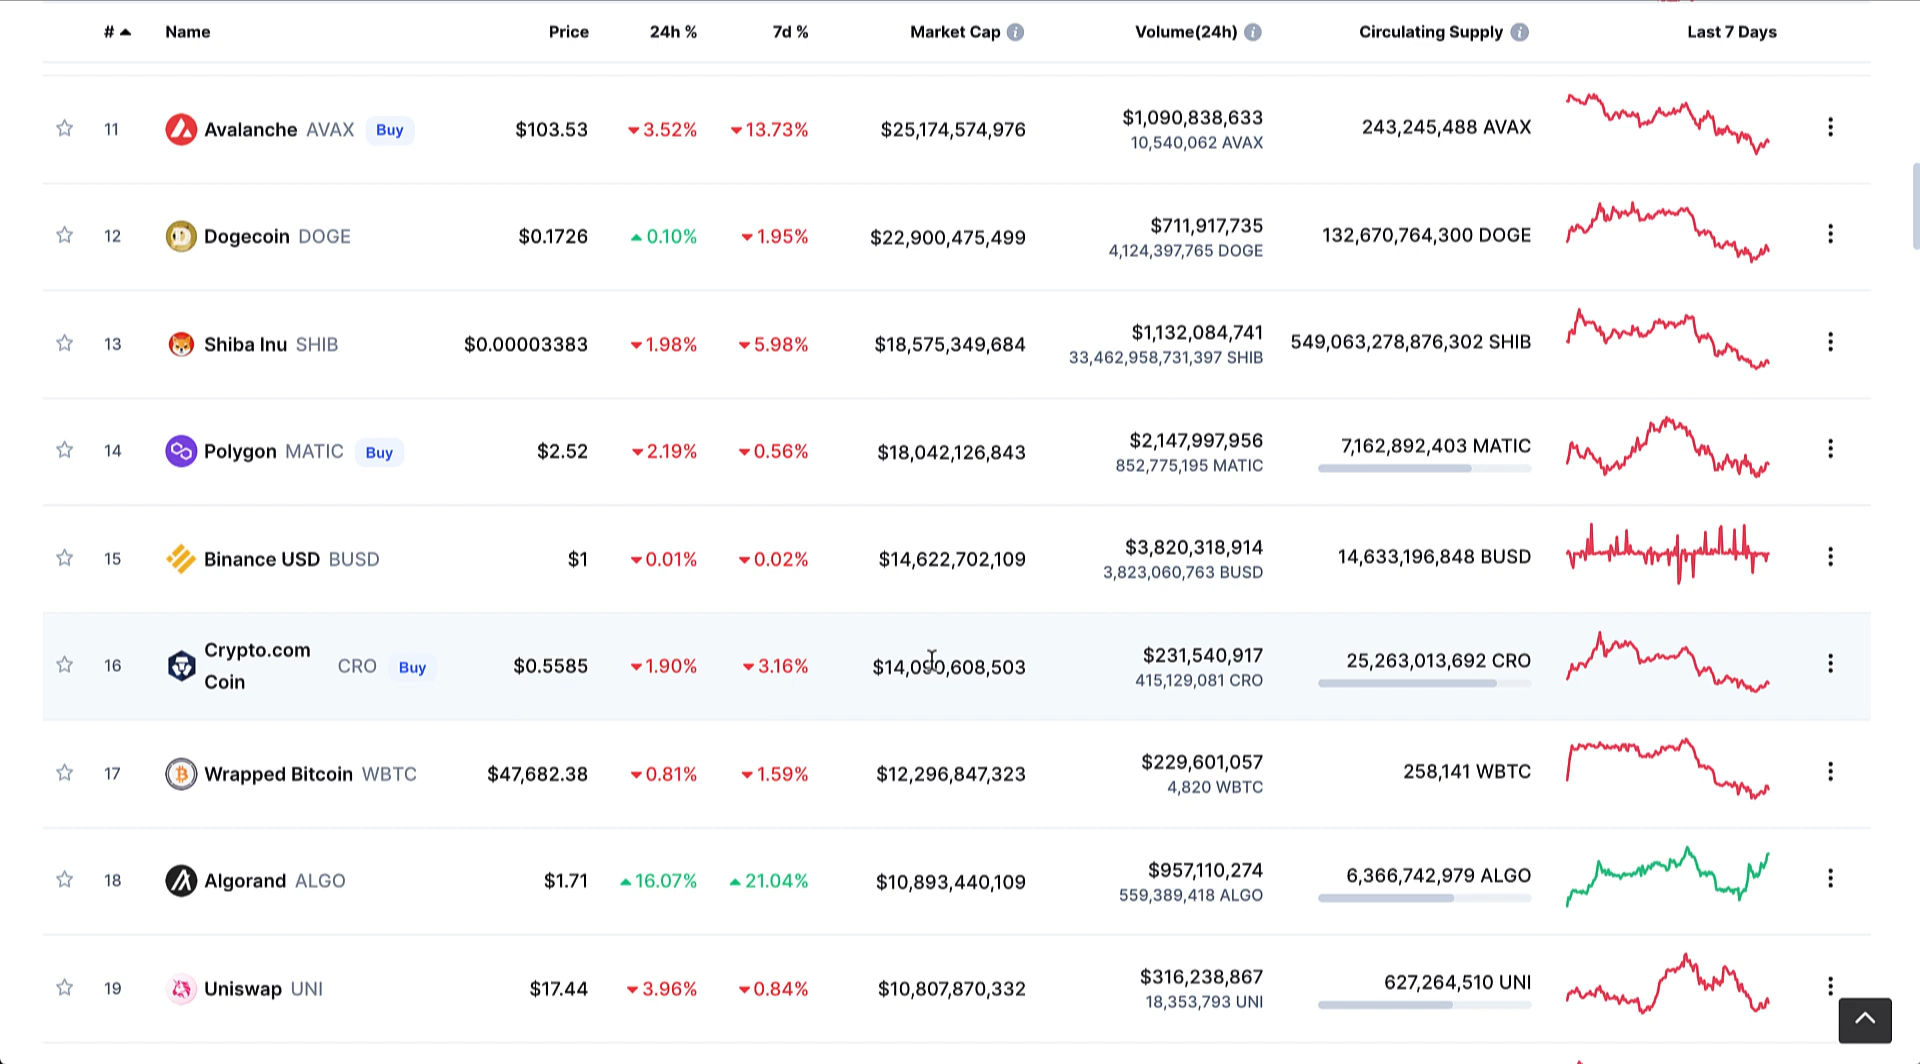 # Name Price 24h % 7d % Market Cap Volume(24h) Circulating Supply Last 7 Days
11 Avalanche AVAX Buy $103.53 3.52% 13.73% $25,174,574,976 $1,090,838,633 243,245,488 AVAX
10,540,062 AVAX
12 Dogecoin DOGE $0.1726 0.10% 1.95% $22,900,475,499 $711,917,735 132,670,764,300 DOGE
4,124,397,765 DOGE
13 Shiba Inu SHIB $0.00003383 1.98% 5.98% $18,575,349,684 $1,132,084,741 549,063,278,876,302 SHIB
33,462,958,731,397 SHIB
14 Polygon MATIC Buy $2.52 2.19% 0.56% $18,042,126,843 $2,147,997,956 7,162,892,403 MATIC
852,775,195 MATIC
15 Binance USD BUSD $1 0.01% 0.02% $14,622,702,109 $3,820,318,914 14,633,196,848 BUSD
3,823,060,763 BUSD
16 Crypto.com Coin CRO Buy $0.5585 1.90% 3.16% $14,090,608,503 $231,540,917 25,263,013,692 CRO
415,129,081 CRO
17 Wrapped Bitcoin WBTC $47,682.38 0.81% 1.59% $12,296,847,323 $229,601,057 258,141 WBTC
4,820 WBTC
18 Algorand ALGO $1.71 16.07% 21.04% $10,893,440,109 $957,110,274 6,366,742,979 ALGO
559,389,418 ALGO
19 Uniswap UNI $17.44 3.96% 0.84% $10,807,870,332 $316,238,867 627,264,510 UNI
18,353,793 UNI